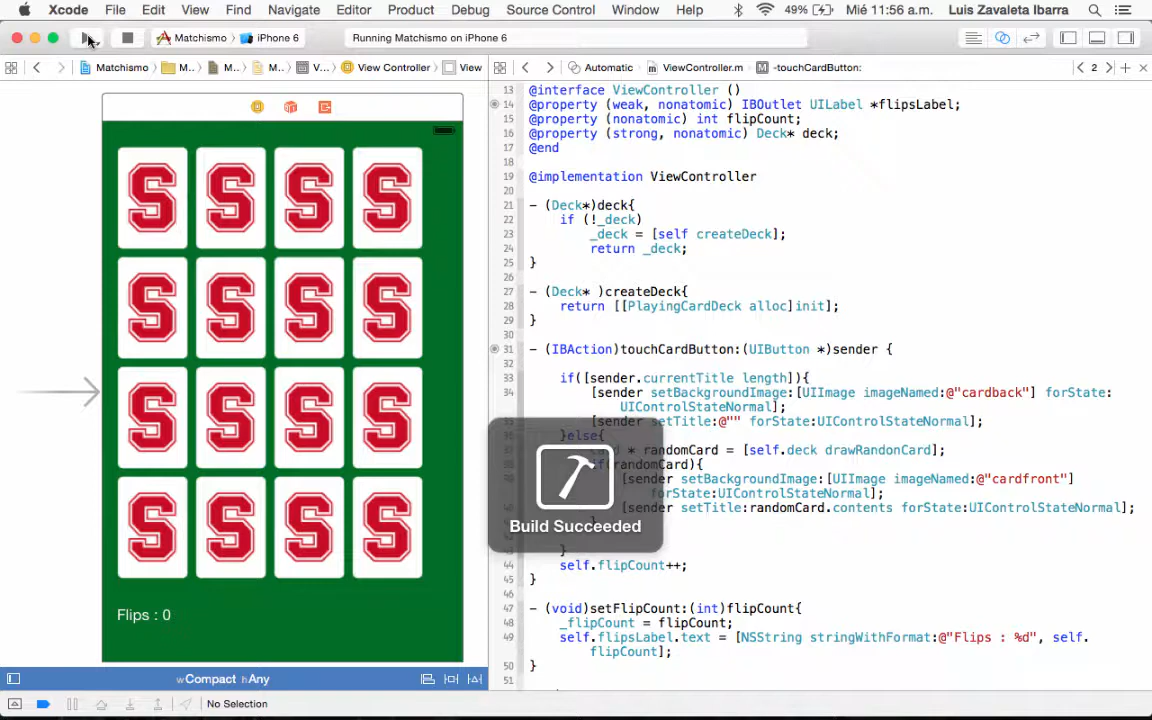 Xcode File Edit View Find Navigate Editor Product Debug Source Control Window Help 49% Mié 11:56 a.m. Luis Zavaleta Ibarra
Matchismo iPhone 6 Running Matchismo on iPhone 6
Matchismo M... M... M... V... View Controller View Automatic ViewController.m -touchCardButton: 2
13 @interface ViewController ()
14 @property (weak, nonatomic) IBOutlet UILabel *flipsLabel;
15 @property (nonatomic) int flipCount;
16 @property (strong, nonatomic) Deck* deck;
17 @end
18
19 @implementation ViewController
20
21 - (Deck*)deck{
22 if (!_deck)
23 _deck = [self createDeck];
24 return _deck;
25 }
26
27 - (Deck* )createDeck{
28 return [[PlayingCardDeck alloc]init];
29 }
30
31 - (IBAction)touchCardButton:(UIButton *)sender {
32
33 if([sender.currentTitle length]){
34 [sender setBackgroundImage:[UIImage imageNamed:@"cardback"] forState:
UIControlStateNormal];
[sender setTitle:@"" forState:UIControlStateNormal];
}else{
* randomCard = [self.deck drawRandonCard];
if(randomCard){
[sender setBackgroundImage:[UIImage imageNamed:@"cardfront"]
forState:UIControlStateNormal];
[sender setTitle:randomCard.contents forState:UIControlStateNormal];
}
44 self.flipCount++;
45 }
46
47 - (void)setFlipCount:(int)flipCount{
48 _flipCount = flipCount;
49 self.flipsLabel.text = [NSString stringWithFormat:@"Flips : %d", self.
flipCount];
50 }
51
S S S S
S S S S
S S S S
S S S S
Build Succeeded
Flips : 0
wCompact hAny
No Selection